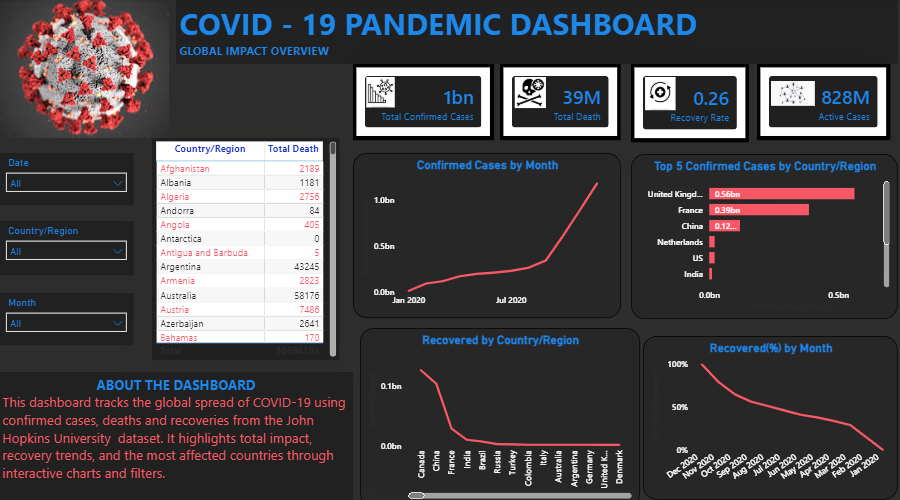 COVID - 19 PANDEMIC DASHBOARD
GLOBAL IMPACT OVERVIEW
1bn
Total Confirmed Cases
39M
Total Death
0.26
Recovery Rate
828M
Active Cases
Date
All
Country/Region
All
Month
All
Country/Region Total Death
Afghanistan 2189
Albania 1181
Algeria 2756
Andorra 84
Angola 405
Antarctica 0
Antigua and Barbuda 5
Argentina 43245
Armenia 2823
Australia 58176
Austria 7486
Azerbaijan 2641
Bahamas 170
Total
Confirmed Cases by Month
1.0bn
0.5bn
0.0bn
Jan 2020 Jul 2020
Top 5 Confirmed Cases by Country/Region
United Kingd... 0.56bn
France 0.39bn
China 0.12...
Netherlands
US
India
0.0bn 0.5bn
ABOUT THE DASHBOARD
This dashboard tracks the global spread of COVID-19 using
confirmed cases, deaths and recoveries from the John
Hopkins University dataset. It highlights total impact,
recovery trends, and the most affected countries through
interactive charts and filters.
Recovered by Country/Region
0.1bn
0.0bn
Canada
China
France
India
Brazil
Russia
Turkey
Colombia
Italy
Australia
Argentina
Germany
United K...
Denmark
Recovered(%) by Month
100%
50%
0%
Dec 2020
Nov 2020
Oct 2020
Sep 2020
Aug 2020
Jul 2020
Jun 2020
May 2020
Apr 2020
Mar 2020
Feb 2020
Jan 2020